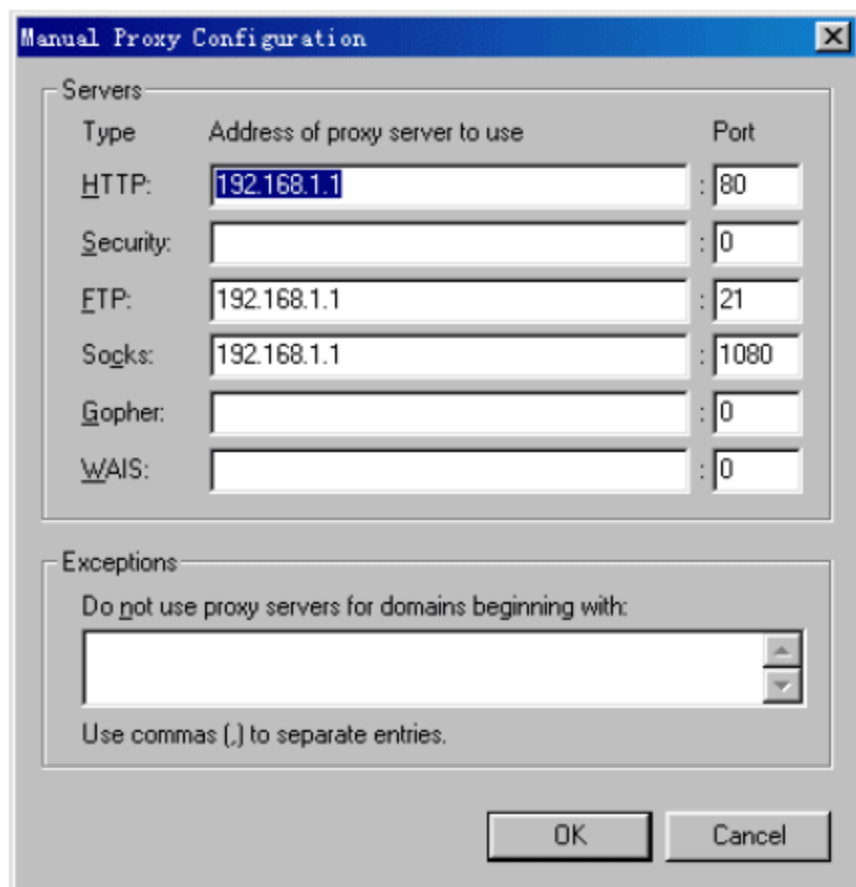 Manual Proxy Configuration
Servers
Type Address of proxy server to use Port
HTTP: 192.168.1.1 : 80
Security: : 0
FTP: 192.168.1.1 : 21
Socks: 192.168.1.1 : 1080
Gopher: : 0
WAIS: : 0
Exceptions
Do not use proxy servers for domains beginning with:
Use commas (,) to separate entries.
OK Cancel